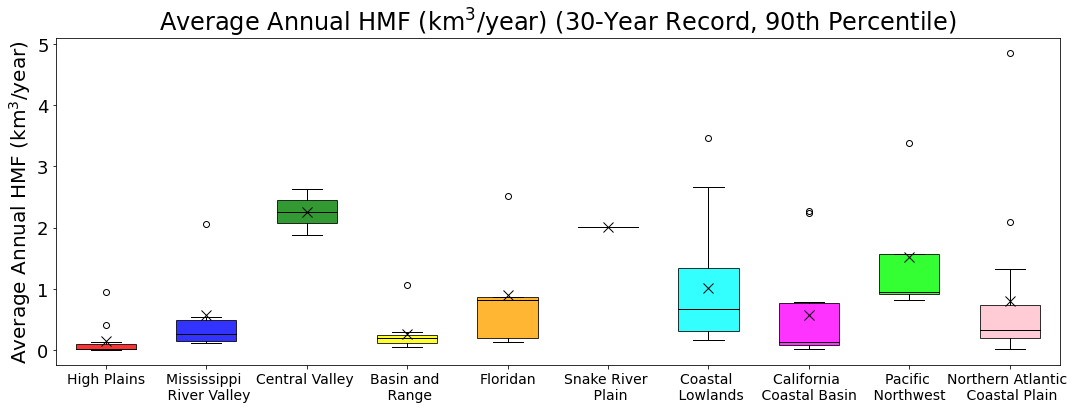 Average Annual HMF (km³/year) (30-Year Record, 90th Percentile)
Average Annual HMF (km³/year)
5
4
3
2
1
0
High Plains
Mississippi
River Valley
Central Valley
Basin and
Range
Floridan
Snake River
Plain
Coastal
Lowlands
California
Coastal Basin
Pacific
Northwest
Northern Atlantic
Coastal Plain